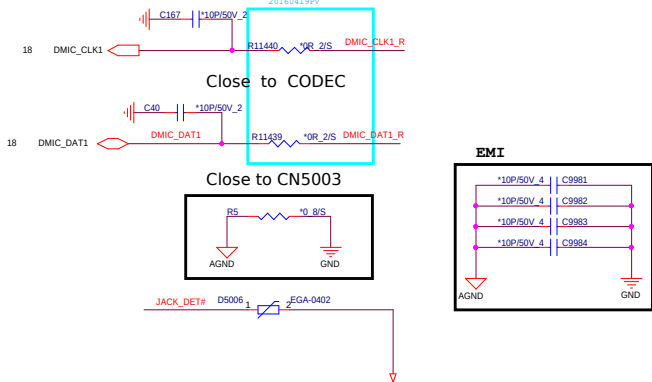 20160419PV
C167 *10P/50V_2
18 DMIC_CLK1 R11440 *0R_2/S DMIC_CLK1_R
Close to CODEC
C40 *10P/50V_2
18 DMIC_DAT1 DMIC_DAT1 R11439 *0R_2/S DMIC_DAT1_R
Close to CN5003
R5 *0_8/S
AGND GND
JACK_DET# D5006 1 2 EGA-0402
EMI
*10P/50V_4 C9981
*10P/50V_4 C9982
*10P/50V_4 C9983
*10P/50V_4 C9984
AGND GND